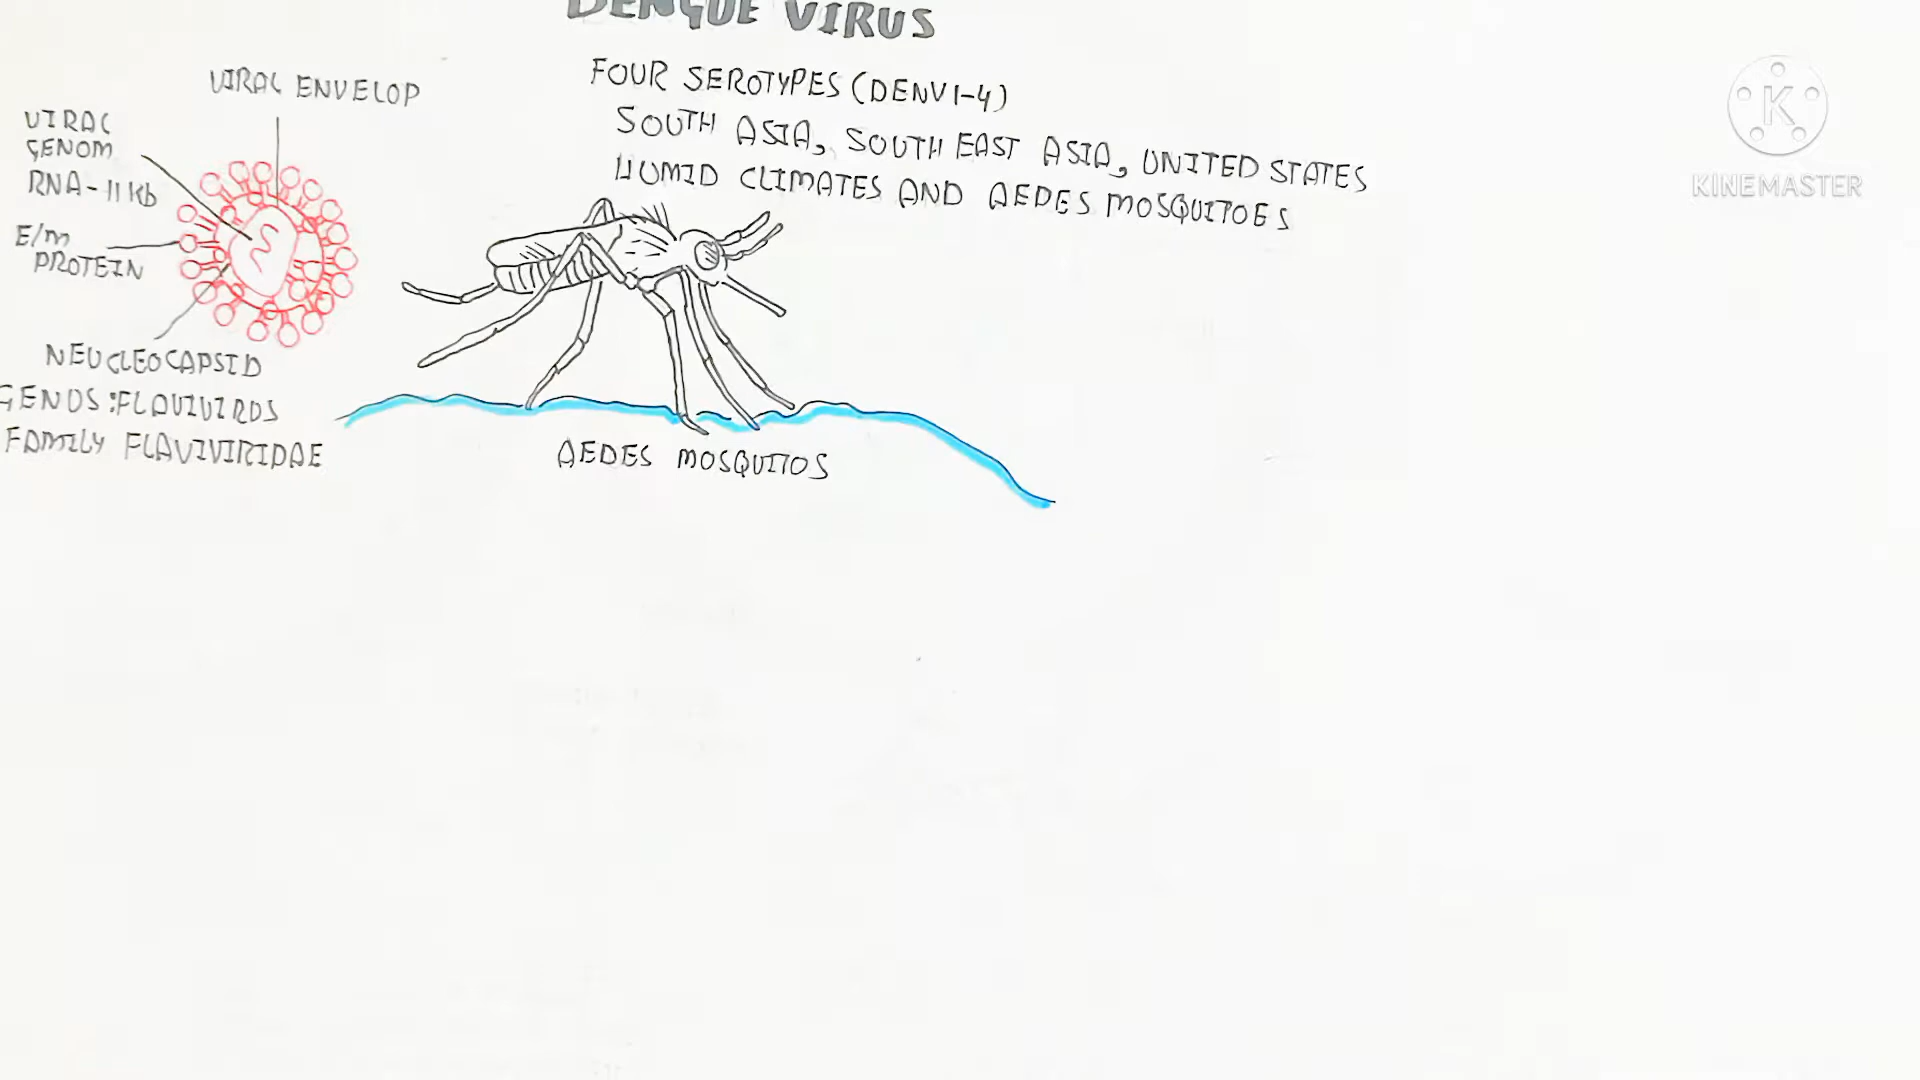 DENGUE VIRUS
FOUR SEROTYPES (DENV1-4)
SOUTH ASIA, SOUTH EAST ASIA, UNITED STATES
HUMID CLIMATES AND AEDES MOSQUITOES
VIRAL ENVELOP
VIRAL
GENOM
RNA-11Kb
E/M
PROTEIN
NEUCLEOCAPSID
GENUS:FLAVIVIRUS
FAMILY FLAVIVIRIDAE
AEDES MOSQUITOS
K
KINEMASTER